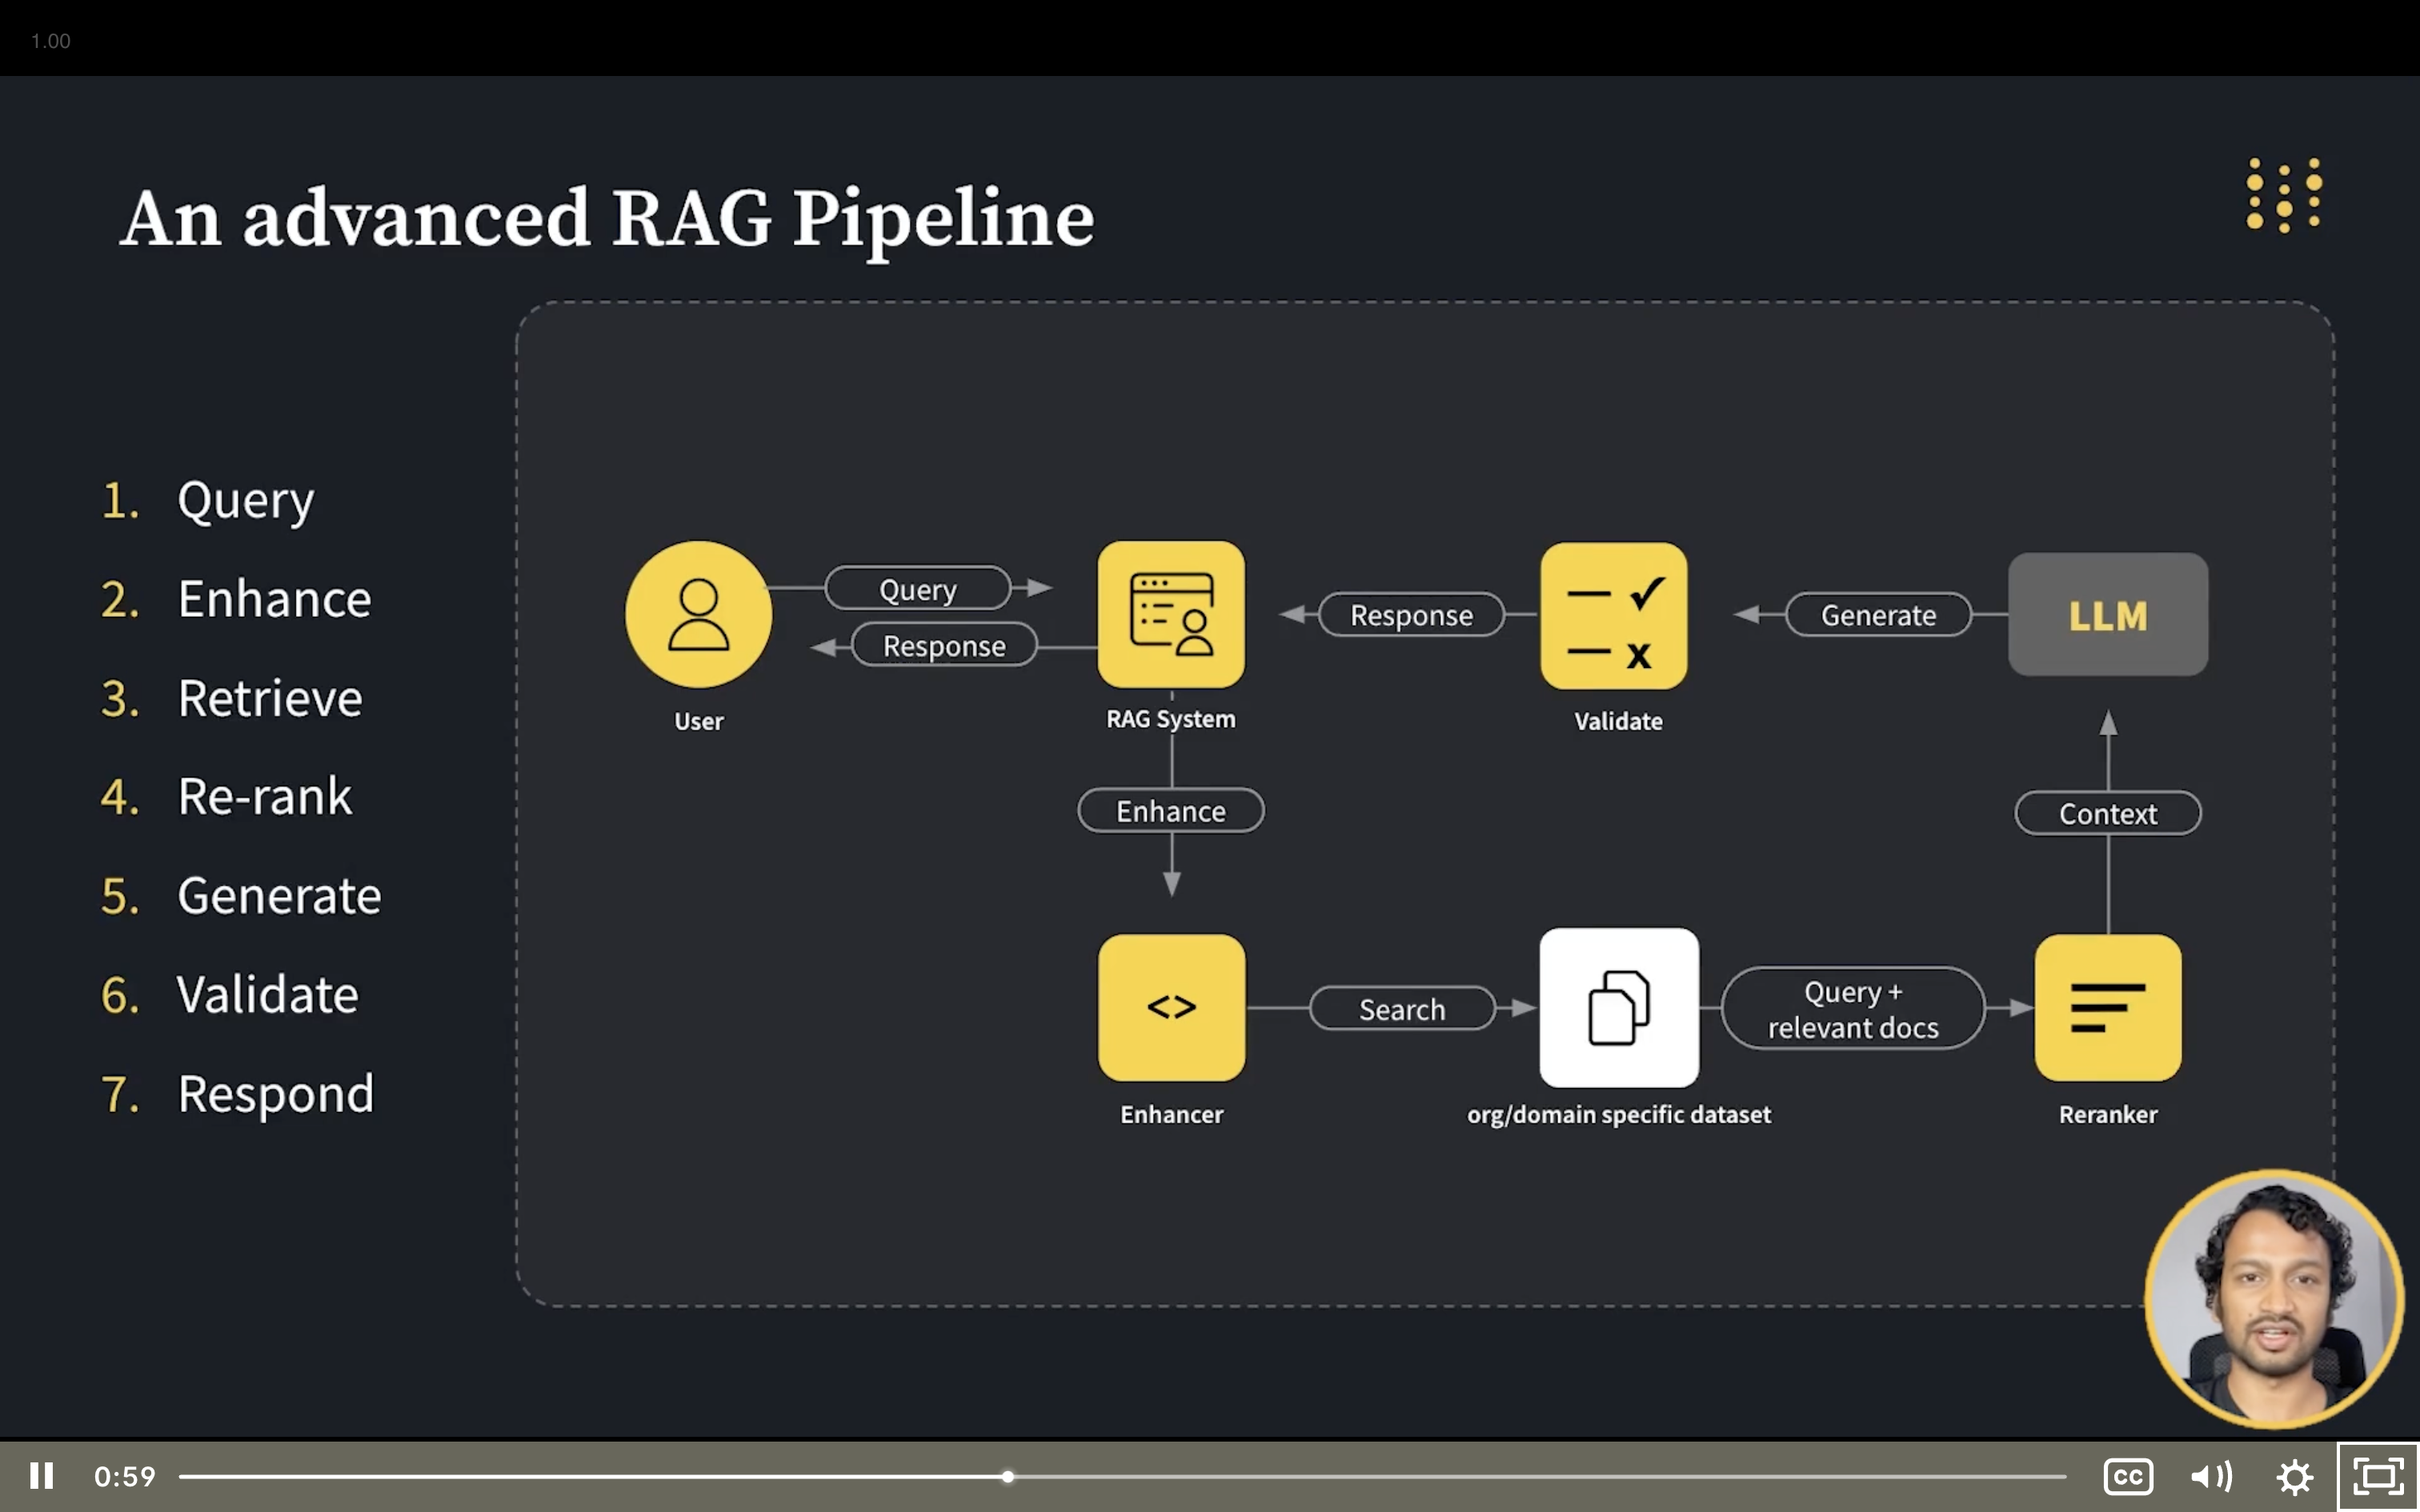 1.00
An advanced RAG Pipeline
1. Query
2. Enhance
3. Retrieve
4. Re-rank
5. Generate
6. Validate
7. Respond
Query
Response
User
RAG System
Response
Validate
Generate
LLM
Enhance
Context
<>
Enhancer
Search
org/domain specific dataset
Query +
relevant docs
Reranker
0:59
CC